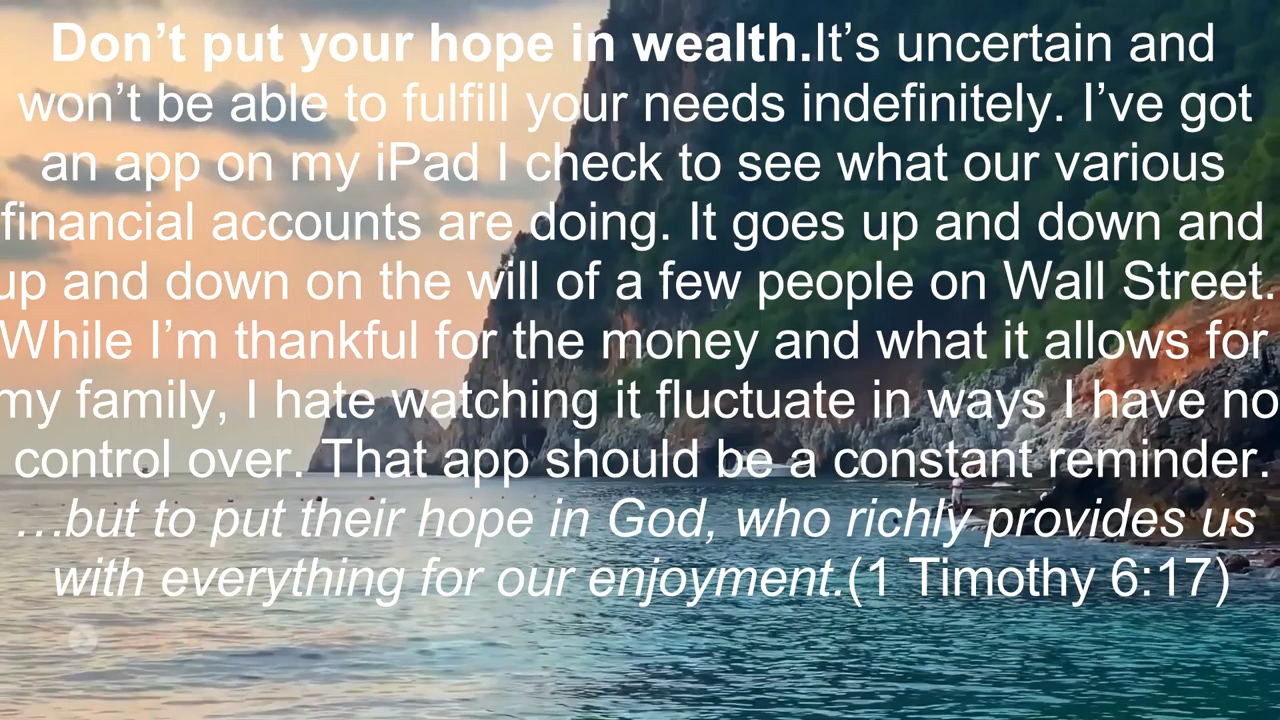 Don’t put your hope in wealth.It’s uncertain and
won’t be able to fulfill your needs indefinitely. I’ve got
an app on my iPad I check to see what our various
financial accounts are doing. It goes up and down and
up and down on the will of a few people on Wall Street.
While I’m thankful for the money and what it allows for
my family, I hate watching it fluctuate in ways I have no
control over. That app should be a constant reminder.
…but to put their hope in God, who richly provides us
with everything for our enjoyment.(1 Timothy 6:17)